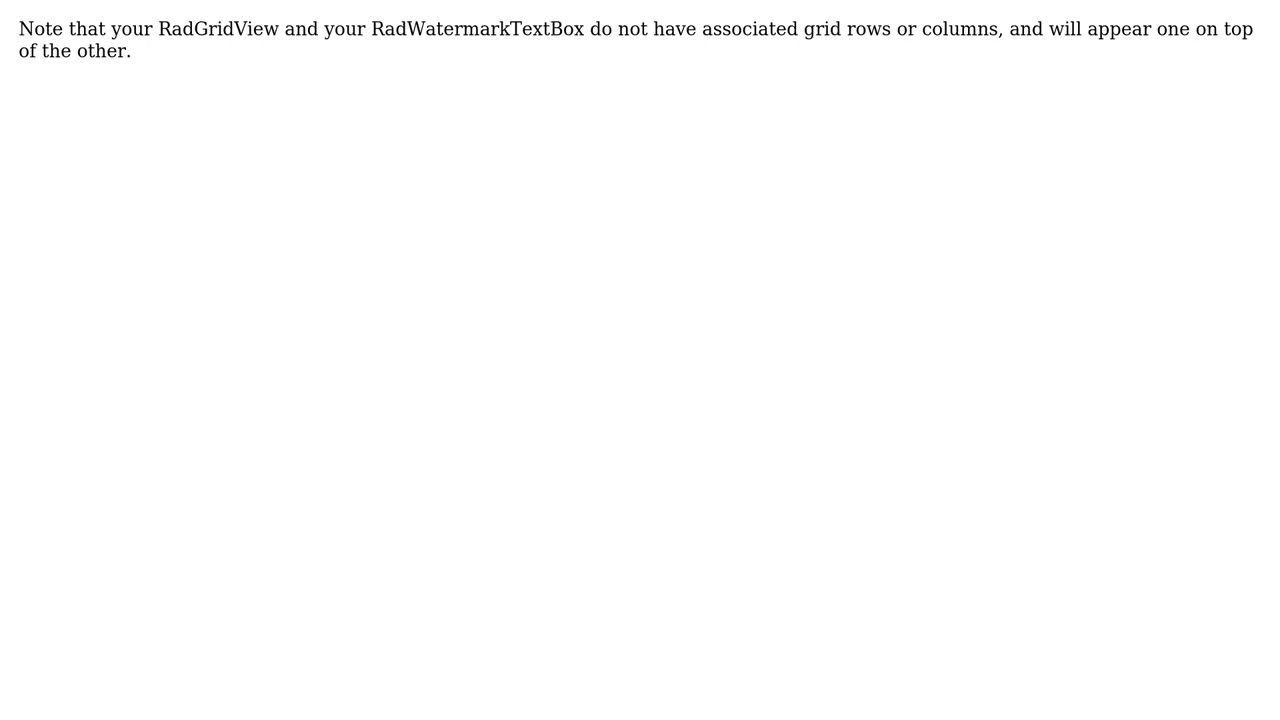 Note that your RadGridView and your RadWatermarkTextBox do not have associated grid rows or columns, and will appear one on top
of the other.